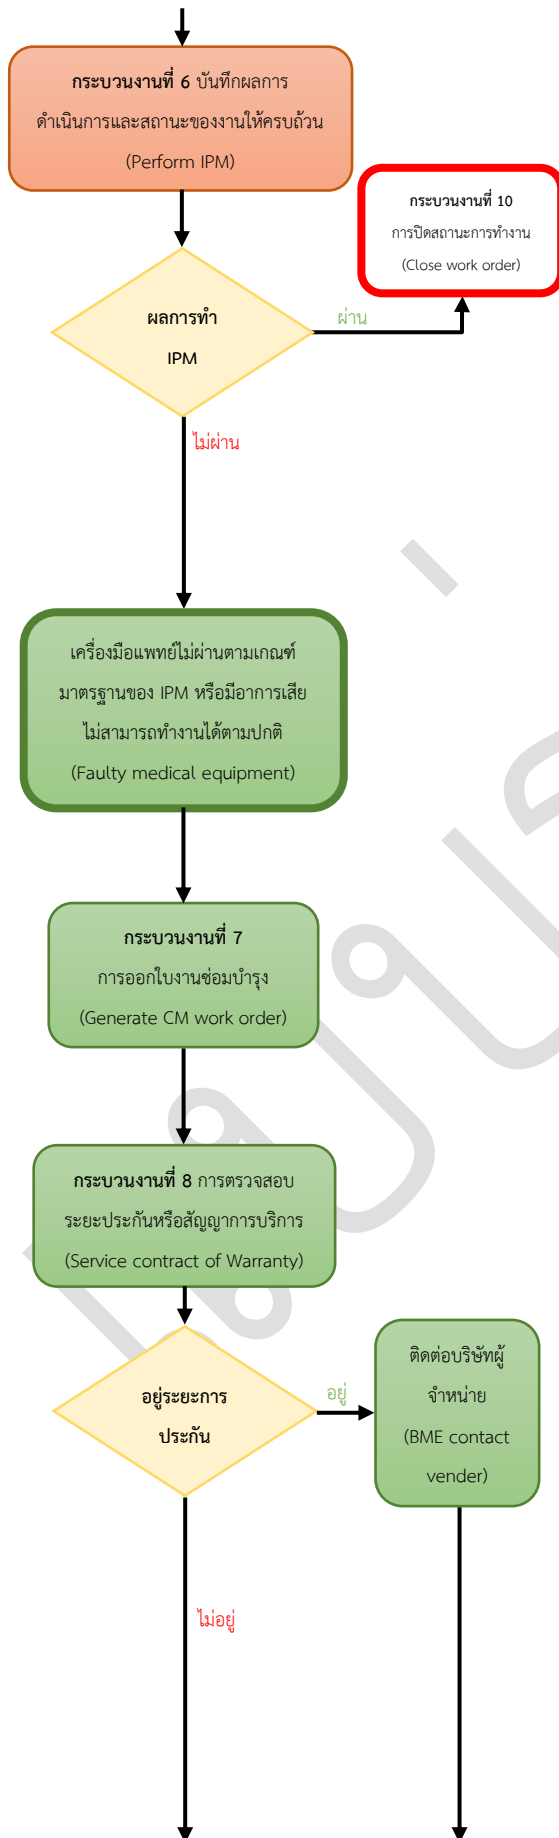 กระบวนงานที่ 6 บันทึกผลการ
ดำเนินการและสถานะของงานให้ครบถ้วน
(Perform IPM)
กระบวนงานที่ 10
การปิดสถานะการทำงาน
(Close work order)
ผลการทำ
IPM
ผ่าน
ไม่ผ่าน
เครื่องมือแพทย์ไม่ผ่านตามเกณฑ์
มาตรฐานของ IPM หรือมีอาการเสีย
ไม่สามารถทำงานได้ตามปกติ
(Faulty medical equipment)
กระบวนงานที่ 7
การออกใบงานซ่อมบำรุง
(Generate CM work order)
กระบวนงานที่ 8 การตรวจสอบ
ระยะประกันหรือสัญญาการบริการ
(Service contract of Warranty)
อยู่ระยะการ
ประกัน
อยู่
ติดต่อบริษัทผู้
จำหน่าย
(BME contact
vender)
ไม่อยู่